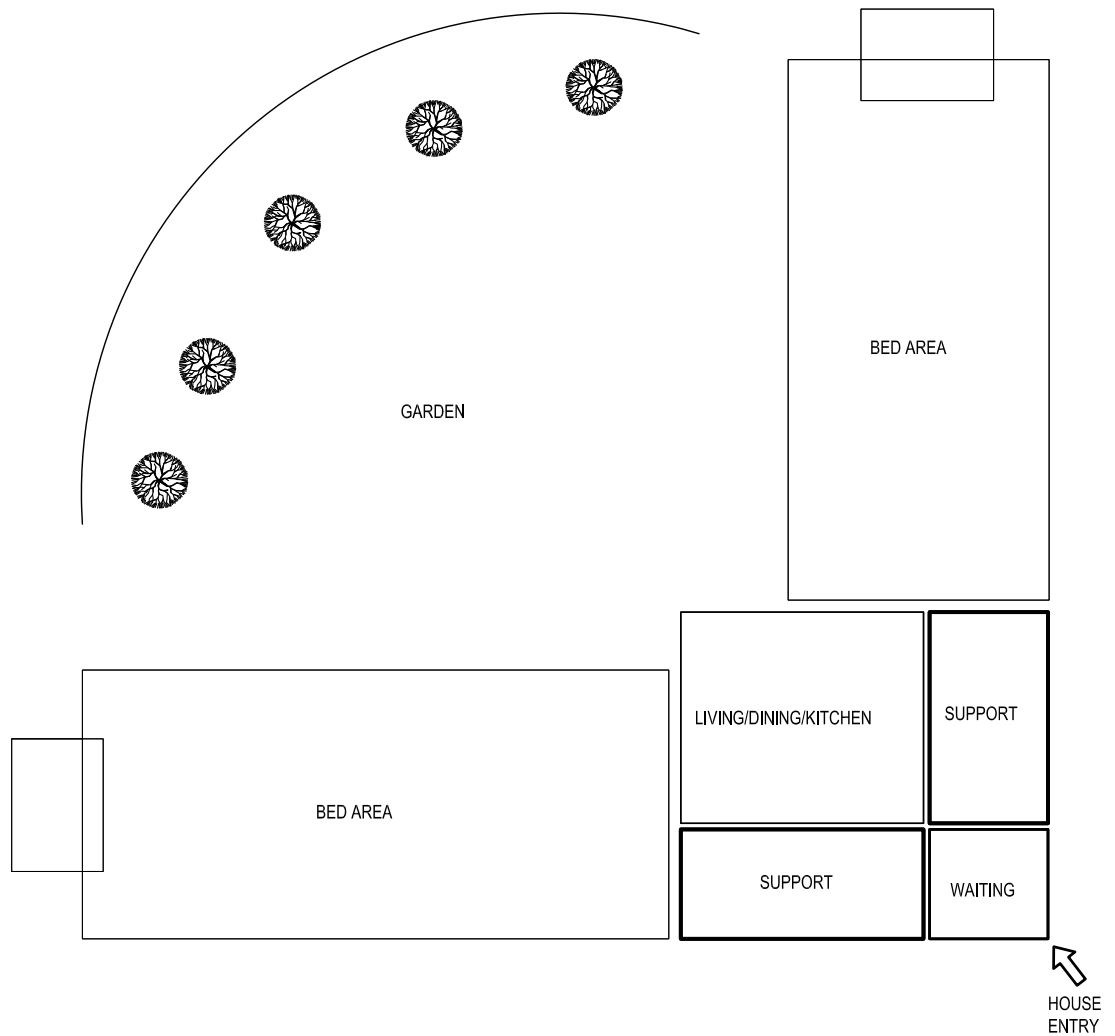 BED AREA
GARDEN
LIVING/DINING/KITCHEN
SUPPORT
BED AREA
SUPPORT
WAITING
HOUSE
ENTRY